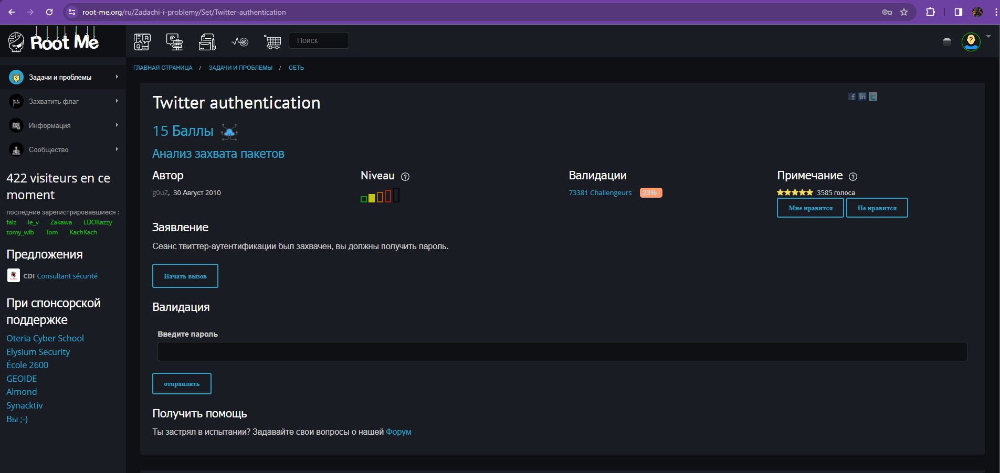 root-me.org/ru/Zadachi-i-problemy/Set/Twitter-authentication
Root Me
Поиск
Задачи и проблемы
Захватить флаг
Информация
Сообщество
422 visiteurs en ce
moment
последние зарегистрировавшиеся :
falz le_v Zakawa LDOKazzy
tomy_wlb Tom KachKach
Предложения
CDI Consultant sécurité
При спонсорской
поддержке
Oteria Cyber School
Elysium Security
École 2600
GEOIDE
Almond
Synacktiv
Вы ;-)
ГЛАВНАЯ СТРАНИЦА / ЗАДАЧИ И ПРОБЛЕМЫ / СЕТЬ
Twitter authentication
15 Баллы
Анализ захвата пакетов
Автор
g0uZ, 30 Август 2010
Niveau
Валидации
73381 Challengeurs 23%
Примечание
3585 голоса
Мне нравится Не нравится
Заявление
Сеанс твиттер-аутентификации был захвачен, вы должны получить пароль.
Начать вызов
Валидация
Введите пароль
отправлять
Получить помощь
Ты застрял в испытании? Задавайте свои вопросы о нашей Форум